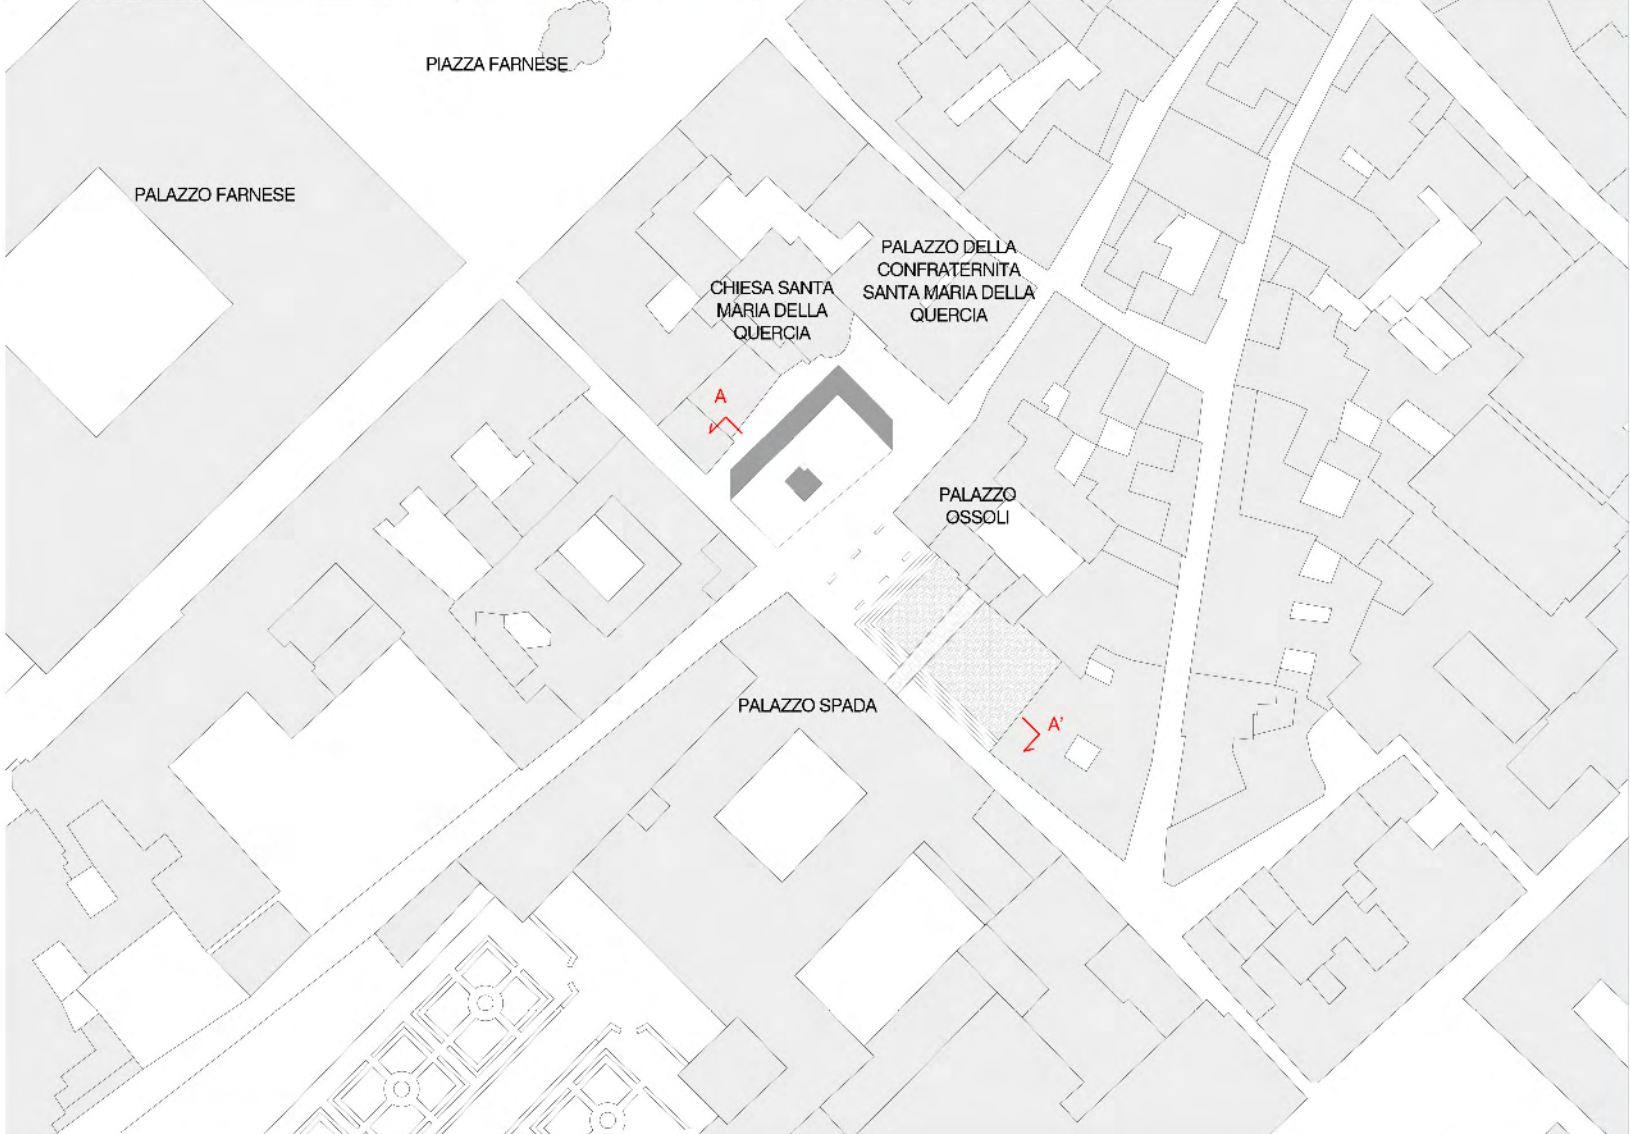 PIAZZA FARNESE
PALAZZO FARNESE
PALAZZO DELLA
CONFRATERNITA
SANTA MARIA DELLA
QUERCIA
CHIESA SANTA
MARIA DELLA
QUERCIA
A
PALAZZO
OSSOLI
PALAZZO SPADA
A'